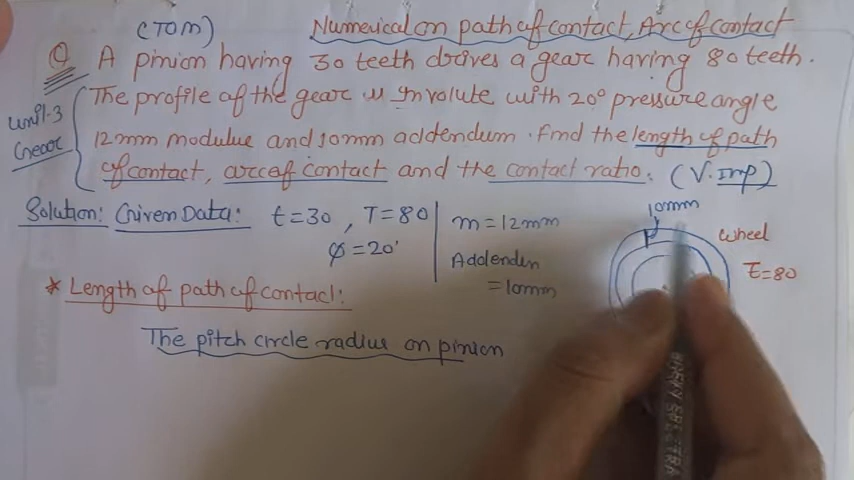 (TOM)
Numerical on path of contact, Arc of contact
Q A pinion having 30 teeth drives a gear having 80 teeth.
The profile of the gear is involute with 20° pressure angle
12mm modulue and 10mm addendum. Find the length of path
of contact, arc of contact and the contact ratio. (V.Imp)
Unit-3
Gear
Solution: Given Data: t=30, T=80
φ=20°
m=12mm
Addendum
=10mm
10mm
wheel
T=80
* Length of path of contact:
The pitch circle radius on pinion